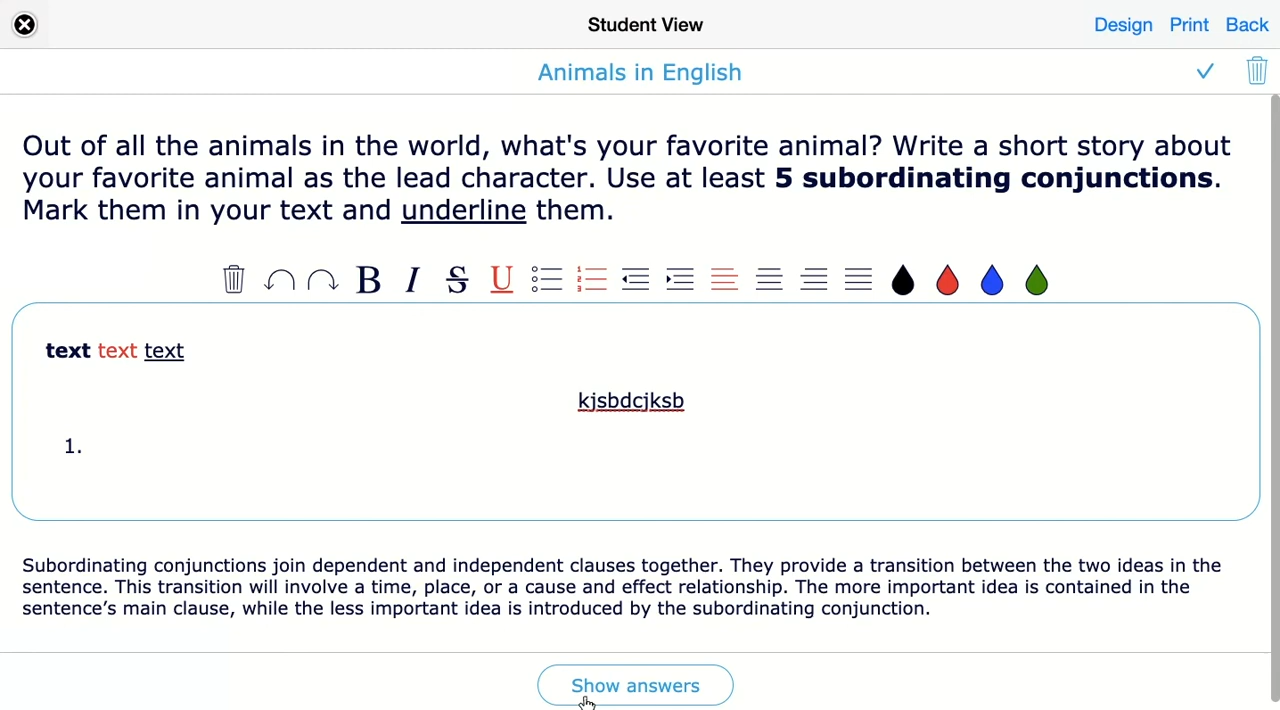 Student View
Design Print Back
Animals in English
Out of all the animals in the world, what's your favorite animal? Write a short story about
your favorite animal as the lead character. Use at least 5 subordinating conjunctions.
Mark them in your text and underline them.
B I S U
text text text
kjsbdcjksb
1.
Subordinating conjunctions join dependent and independent clauses together. They provide a transition between the two ideas in the
sentence. This transition will involve a time, place, or a cause and effect relationship. The more important idea is contained in the
sentence’s main clause, while the less important idea is introduced by the subordinating conjunction.
Show answers